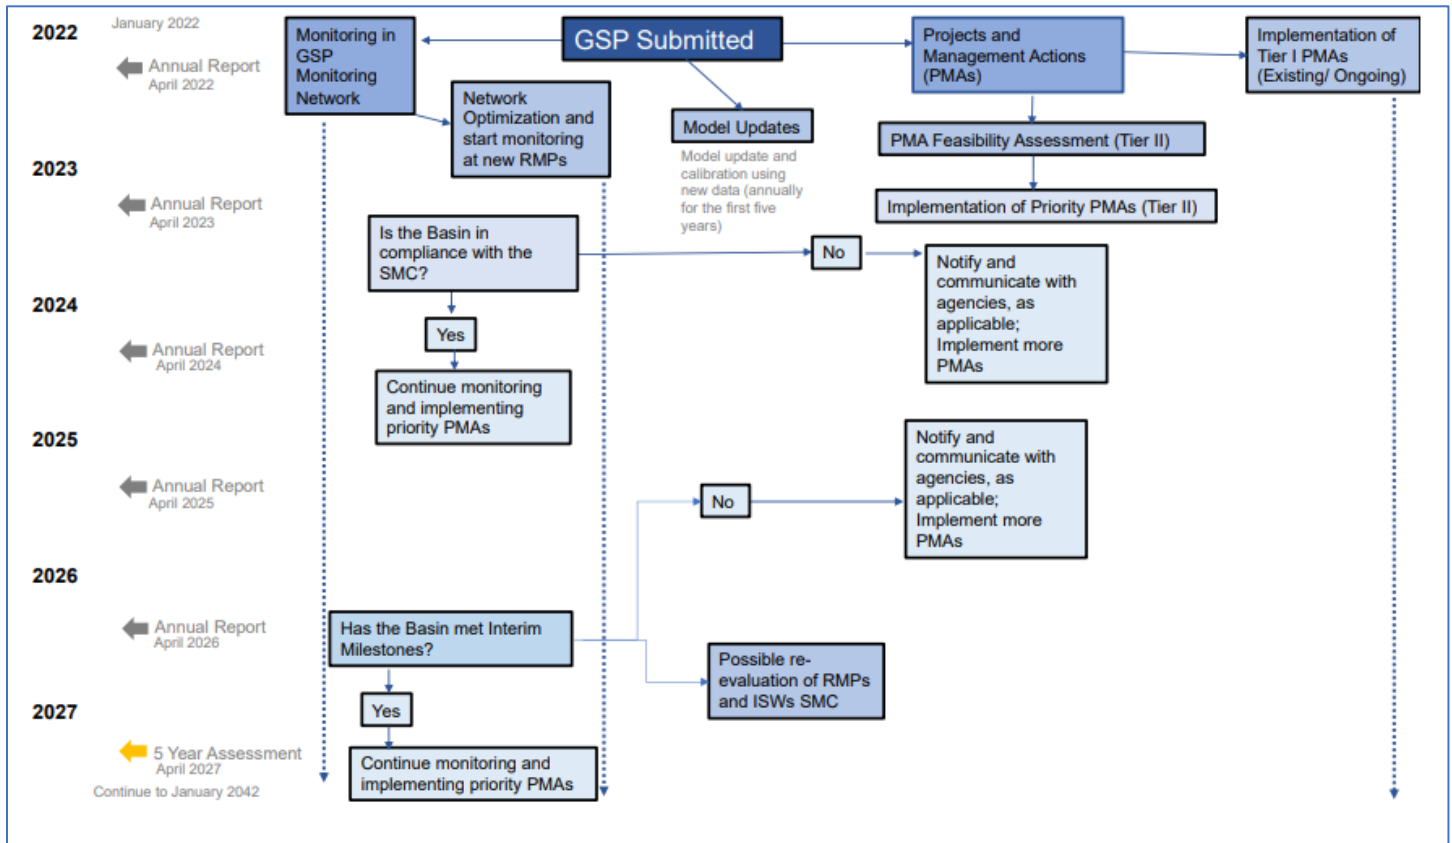 2022
January 2022
Annual Report
April 2022
Monitoring in
GSP
Monitoring
Network
GSP Submitted
Projects and
Management Actions
(PMAs)
Implementation of
Tier I PMAs
(Existing/ Ongoing)
Network
Optimization and
start monitoring
at new RMPs
Model Updates
Model update and
calibration using
new data (annually
for the first five
years)
PMA Feasibility Assessment (Tier II)
Implementation of Priority PMAs (Tier II)
2023
Annual Report
April 2023
Is the Basin in
compliance with the
SMC?
No
Notify and
communicate with
agencies, as
applicable;
Implement more
PMAs
2024
Yes
Annual Report
April 2024
Continue monitoring
and implementing
priority PMAs
2025
Annual Report
April 2025
No
Notify and
communicate with
agencies, as
applicable;
Implement more
PMAs
2026
Annual Report
April 2026
Has the Basin met Interim
Milestones?
Possible re-
evaluation of RMPs
and ISWs SMC
2027
Yes
5 Year Assessment
April 2027
Continue to January 2042
Continue monitoring and
implementing priority PMAs